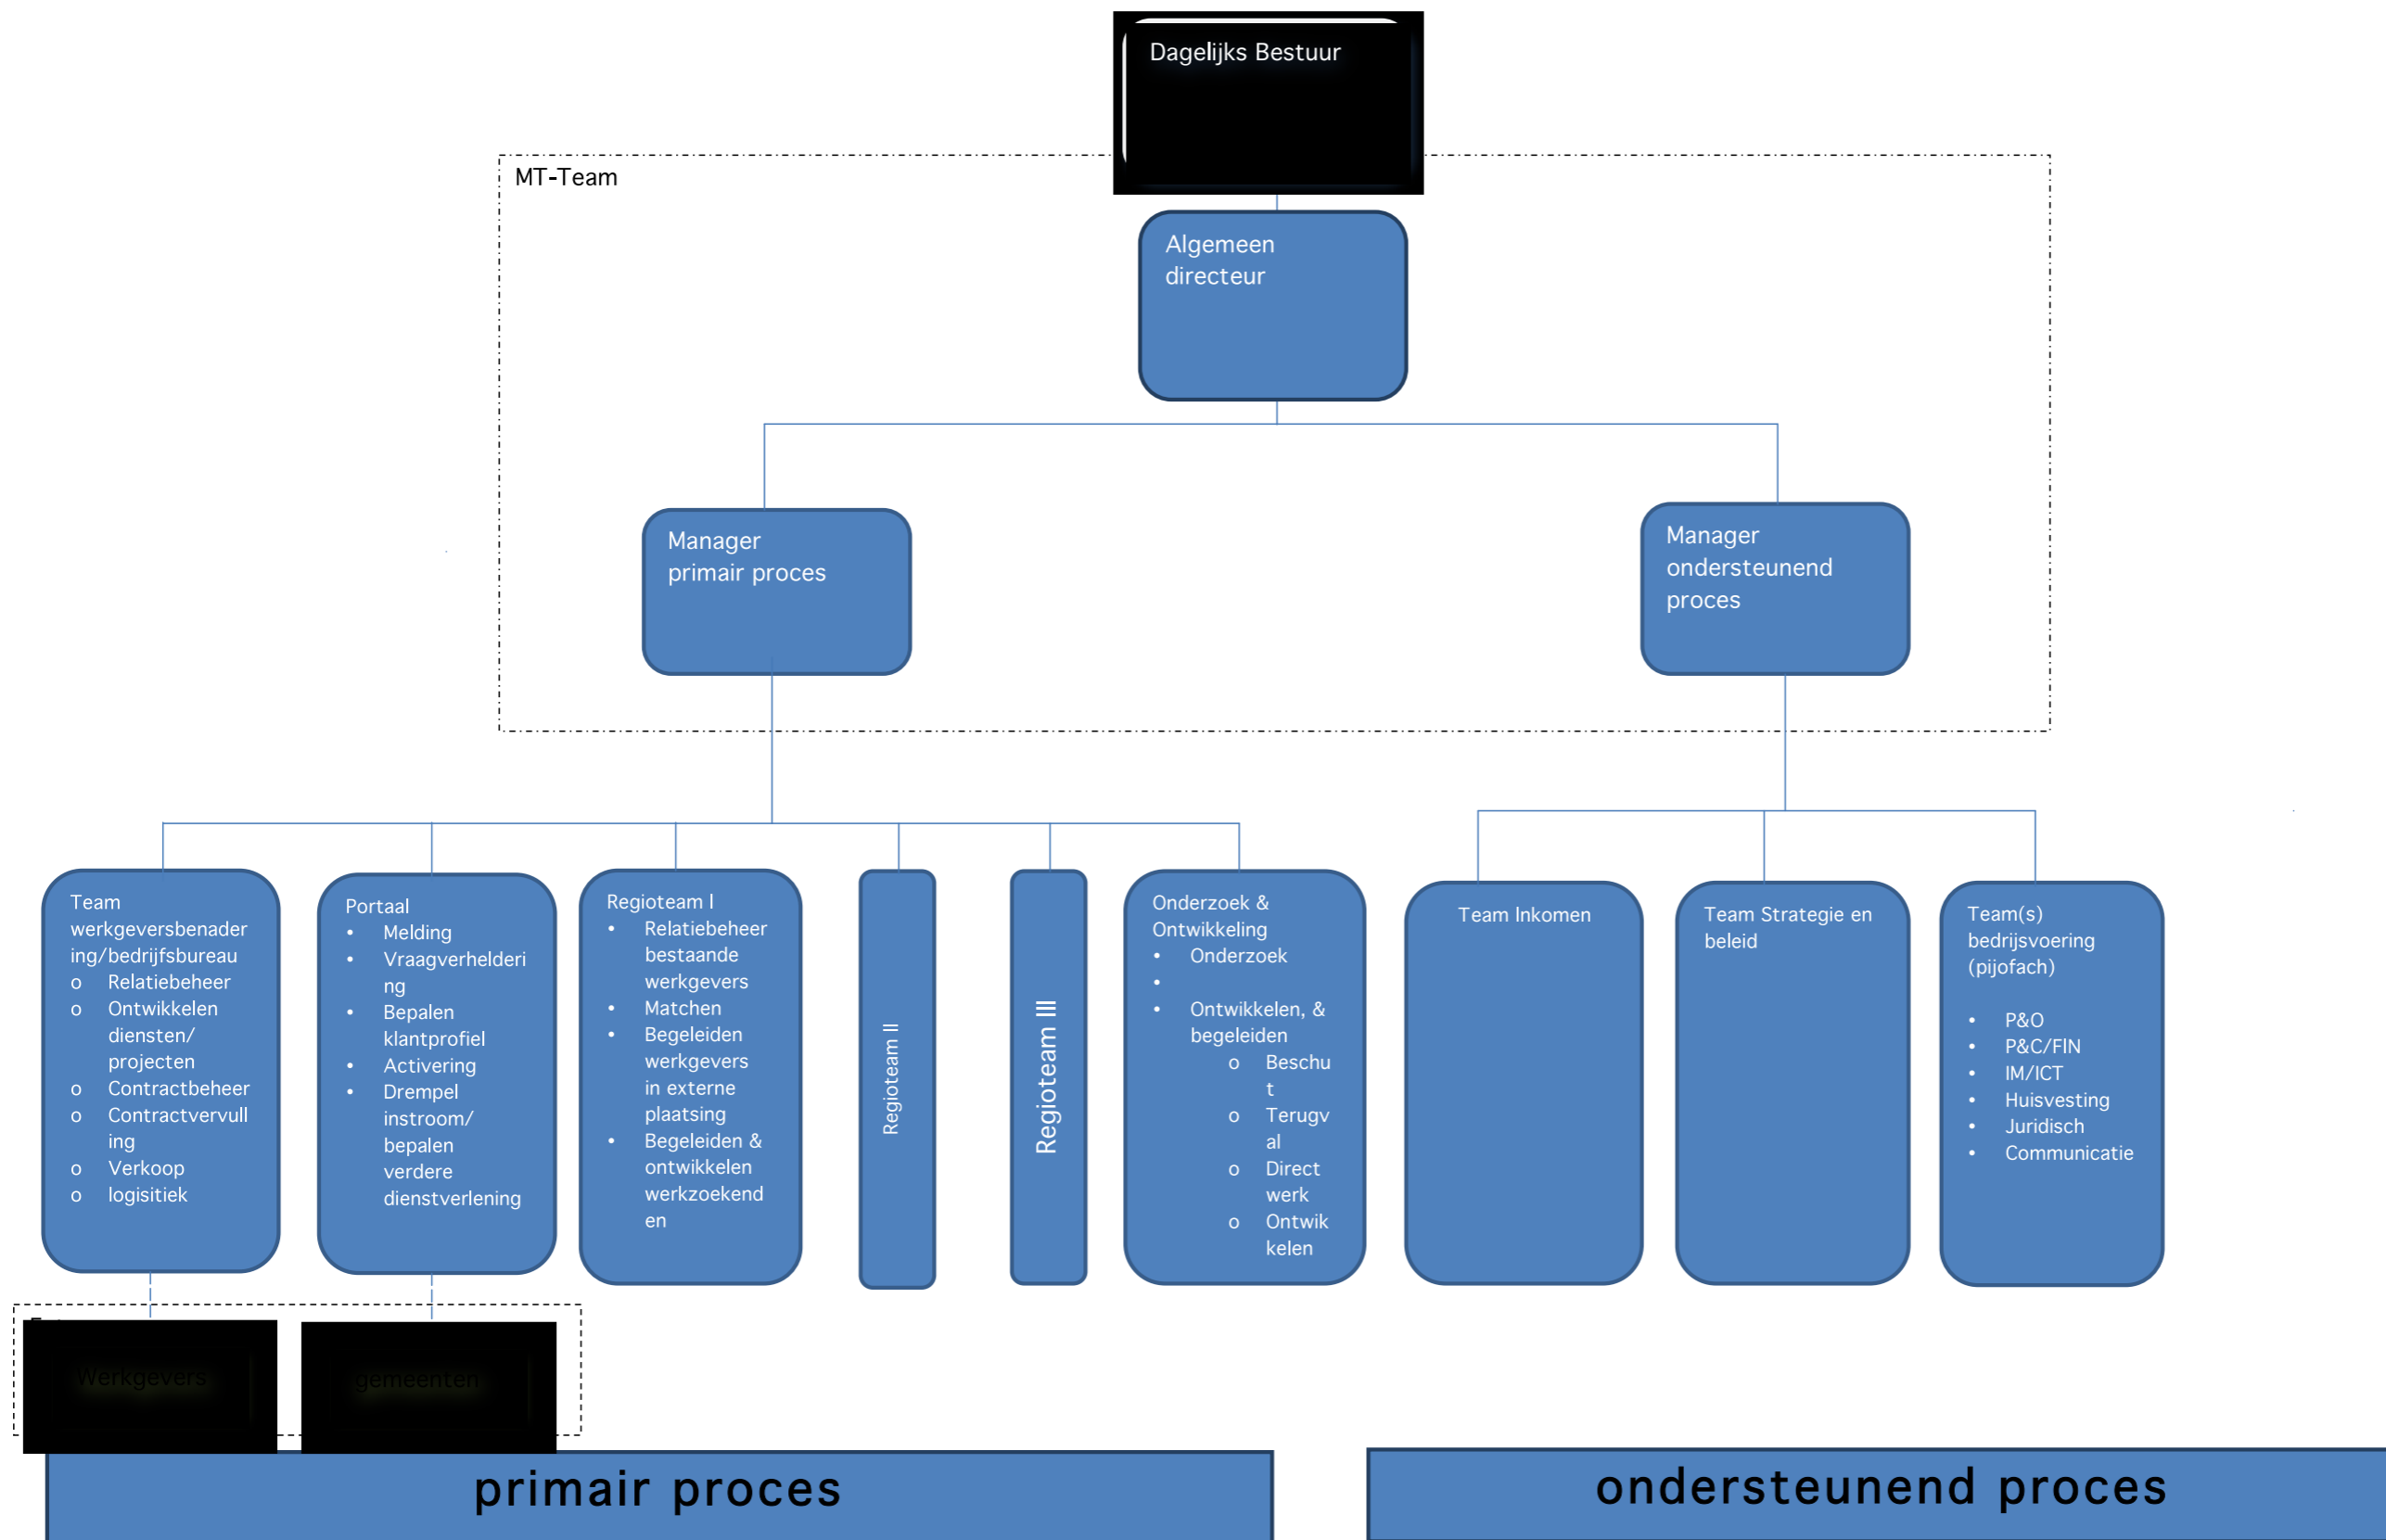 Dagelijks Bestuur
MT-Team
Algemeen
directeur
Manager
primair proces
Manager
ondersteunend
proces
Team
werkgeversbenader
ing/bedrijfsbureau
o Relatiebeheer
o Ontwikkelen
diensten/
projecten
o Contractbeheer
o Contractvervull
ing
o Verkoop
o logisitiek
Portaal
• Melding
• Vraagverhelderi
ng
• Bepalen
klantprofiel
• Activering
• Drempel
instroom/
bepalen
verdere
dienstverlening
Regioteam I
• Relatiebeheer
bestaande
werkgevers
• Matchen
• Begeleiden
werkgevers
in externe
plaatsing
• Begeleiden &
ontwikkelen
werkzoekend
en
Regioteam II
Regioteam III
Onderzoek &
Ontwikkeling
• Onderzoek
•
• Ontwikkelen, &
begeleiden
o Beschu
t
o Terugv
al
o Direct
werk
o Ontwik
kelen
Team Inkomen
Team Strategie en
beleid
Team(s)
bedrijsvoering
(pijofach)
• P&O
• P&C/FIN
• IM/ICT
• Huisvesting
• Juridisch
• Communicatie
Werkgevers
gemeenten
primair proces
ondersteunend proces